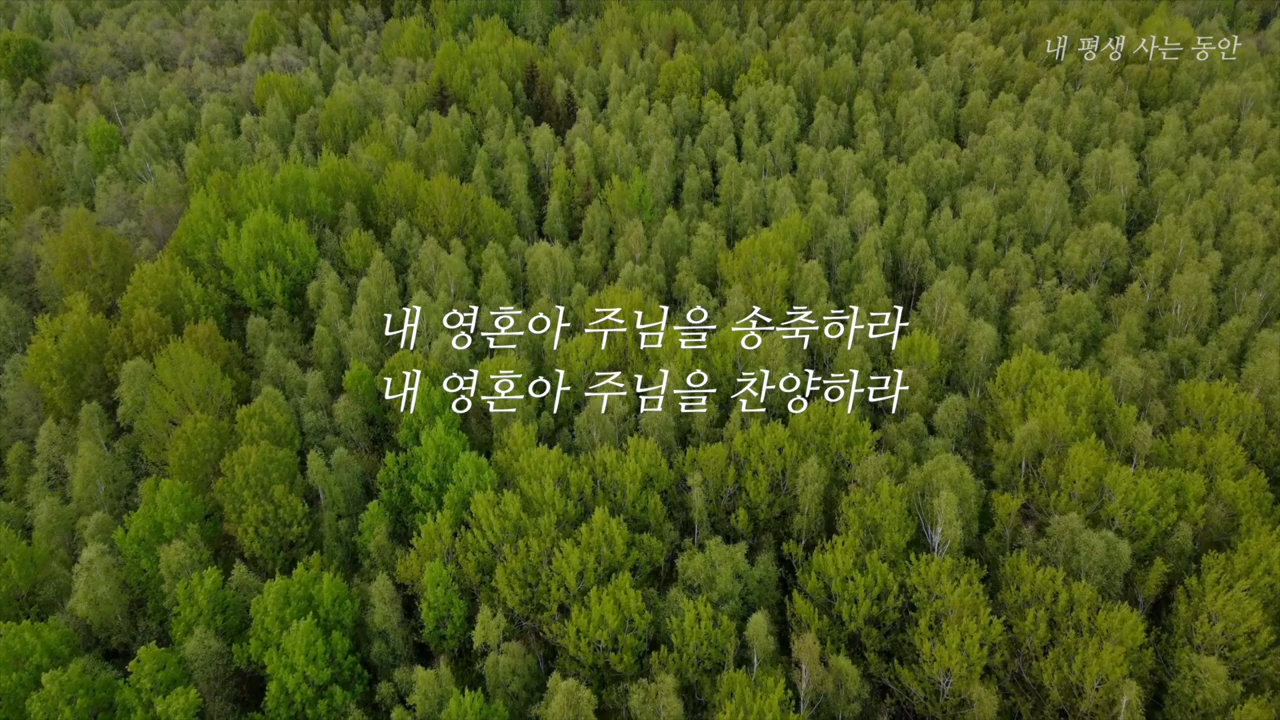 내 평생 사는 동안
내 영혼아 주님을 송축하라
내 영혼아 주님을 찬양하라